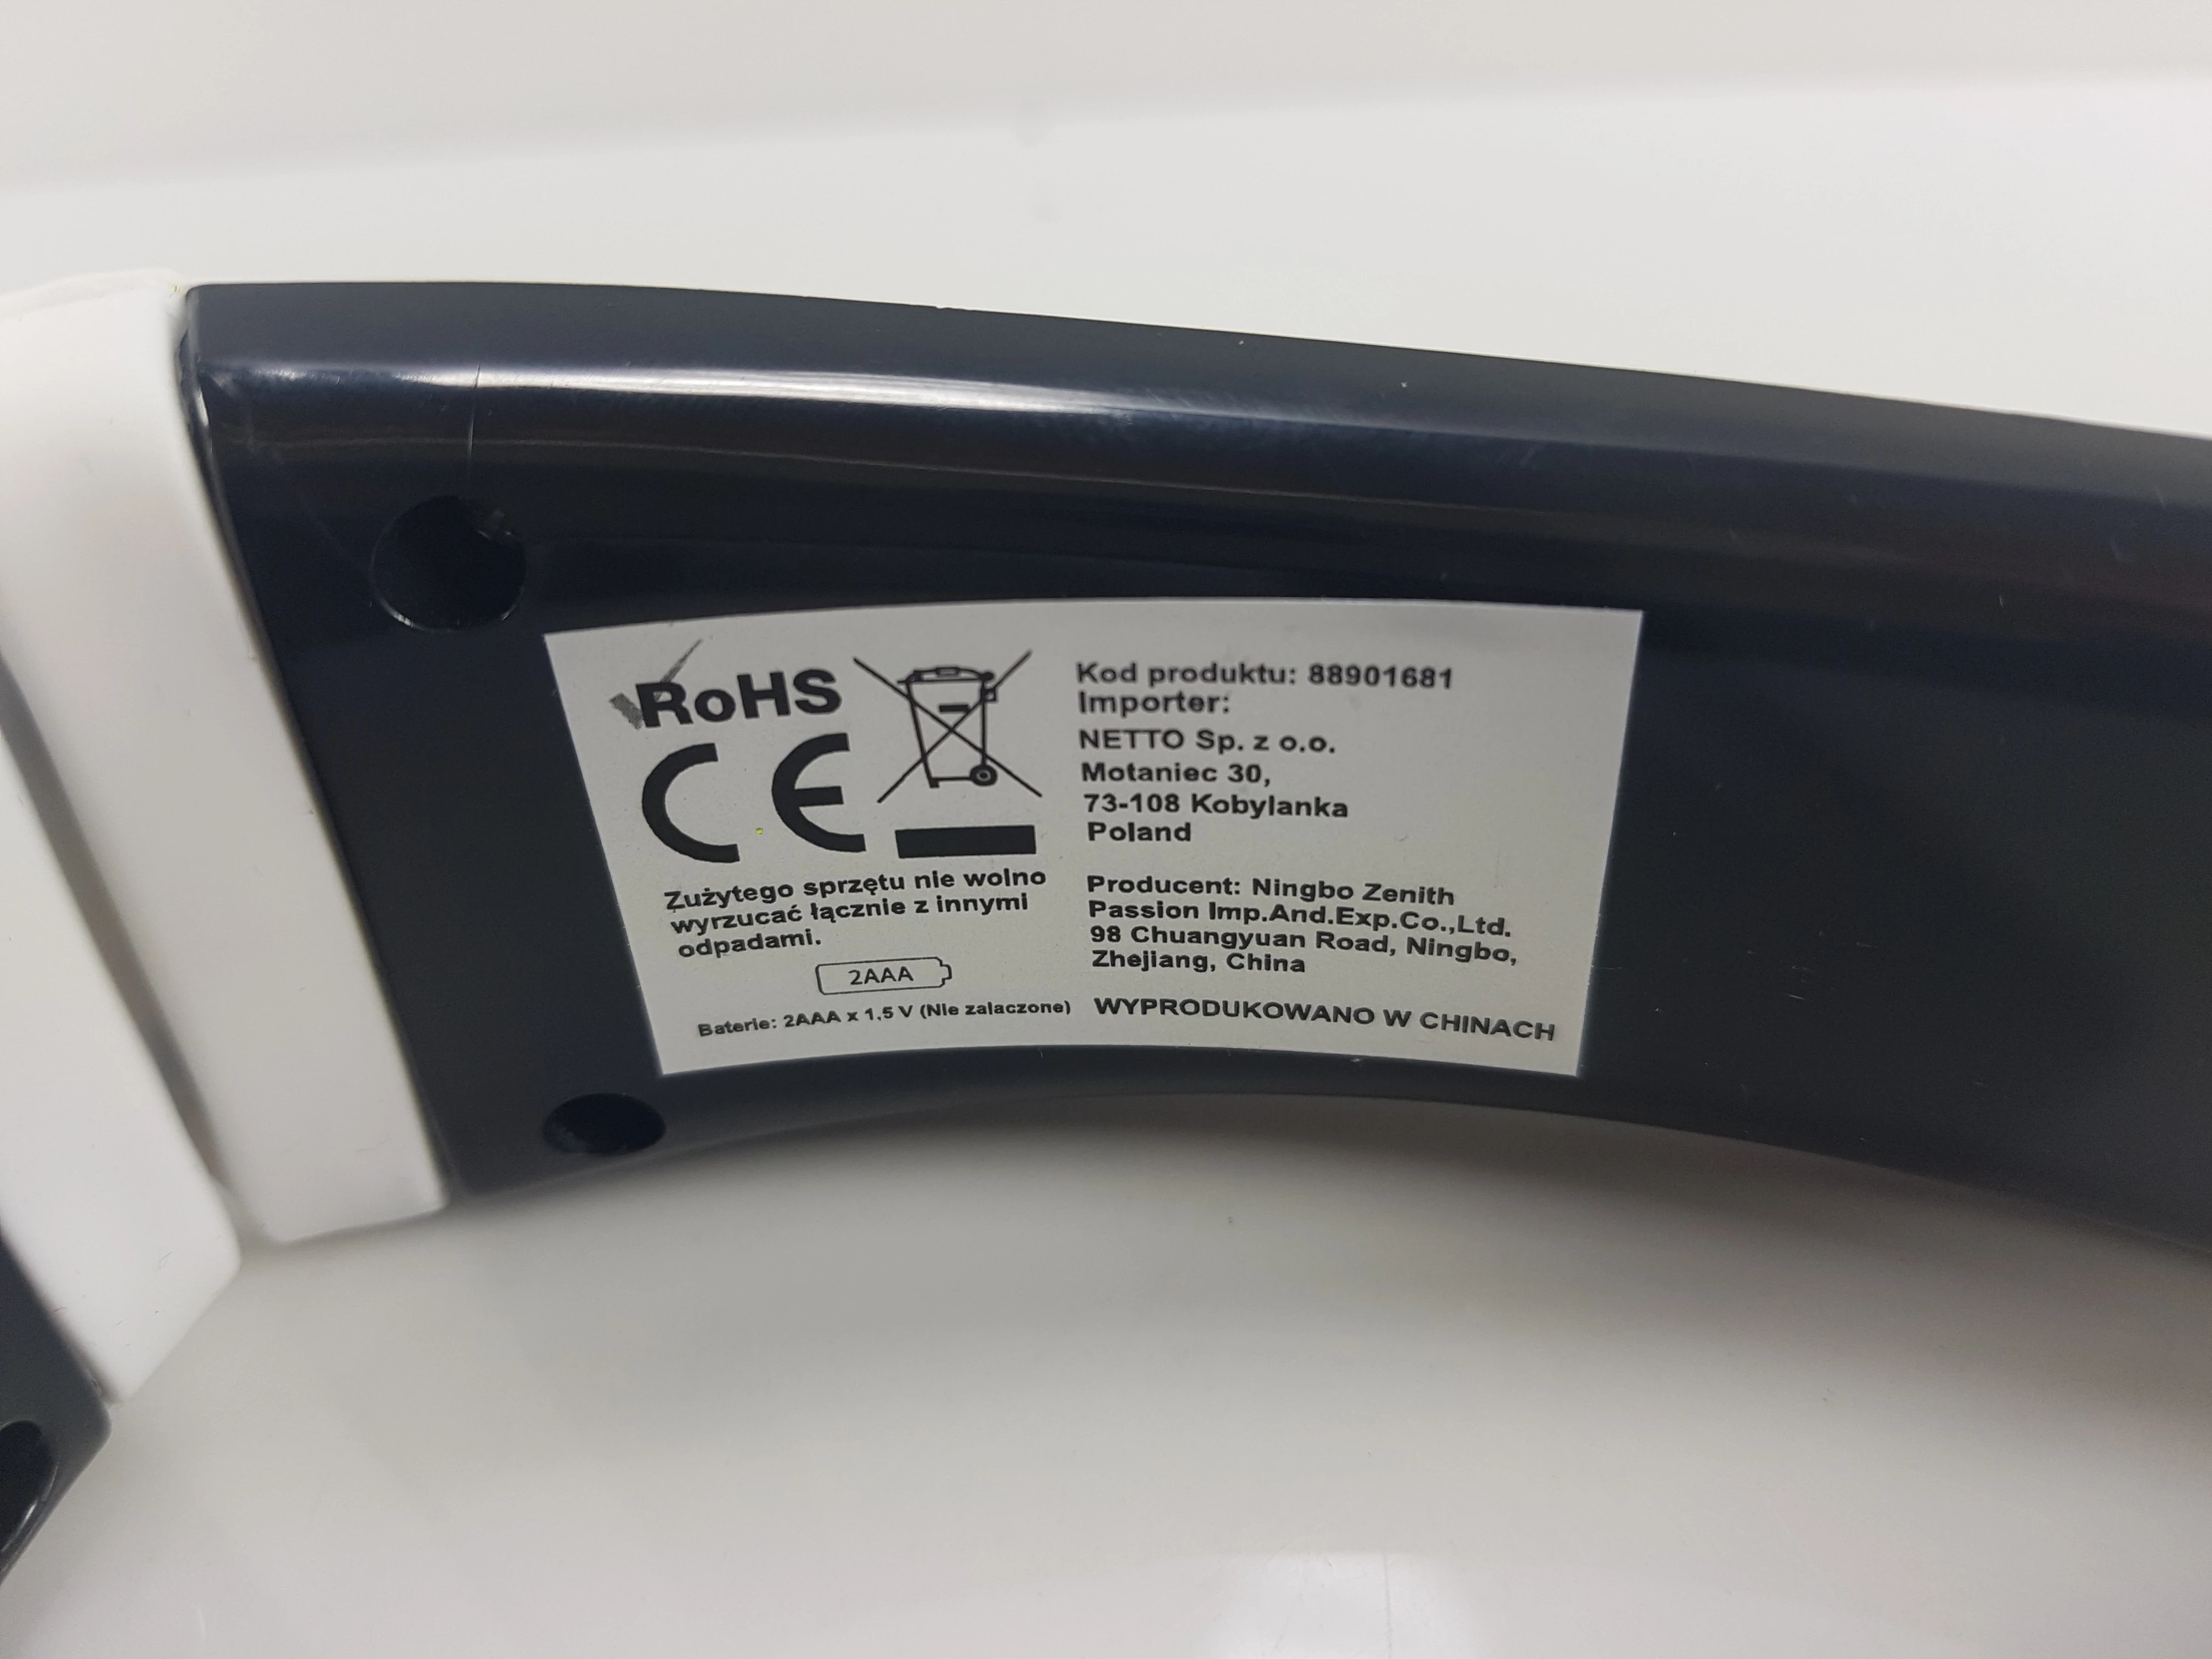 RoHS
CE
Zużytego sprzętu nie wolno
wyrzucać łącznie z innymi
odpadami.
2AAA
Baterie: 2AAA x 1,5 V (Nie zalaczone)
Kod produktu: 88901681
Importer:
NETTO Sp. z o.o.
Motaniec 30,
73-108 Kobylanka
Poland
Producent: Ningbo Zenith
Passion Imp.And.Exp.Co.,Ltd.
98 Chuangyuan Road, Ningbo,
Zhejiang, China
WYPRODUKOWANO W CHINACH